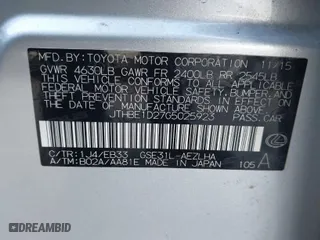 MFD. BY: TOYOTA MOTOR CORPORATION 11/15
GVWR 4630LB GAWR FR 2400LB RR 2545LB
THIS VEHICLE CONFORMS TO ALL APPLICABLE
FEDERAL MOTOR VEHICLE SAFETY, BUMPER, AND
THEFT PREVENTION STANDARDS IN EFFECT ON
THE DATE OF MANUFACTURE SHOWN ABOVE.
JTHBE1D27G5025923 PASS. CAR
C/TR: 1J4/EB33 GSE31L-AEZLHA
A/TM: B02A/AA81E MADE IN JAPAN 105 A
AUTOBIDMASTER